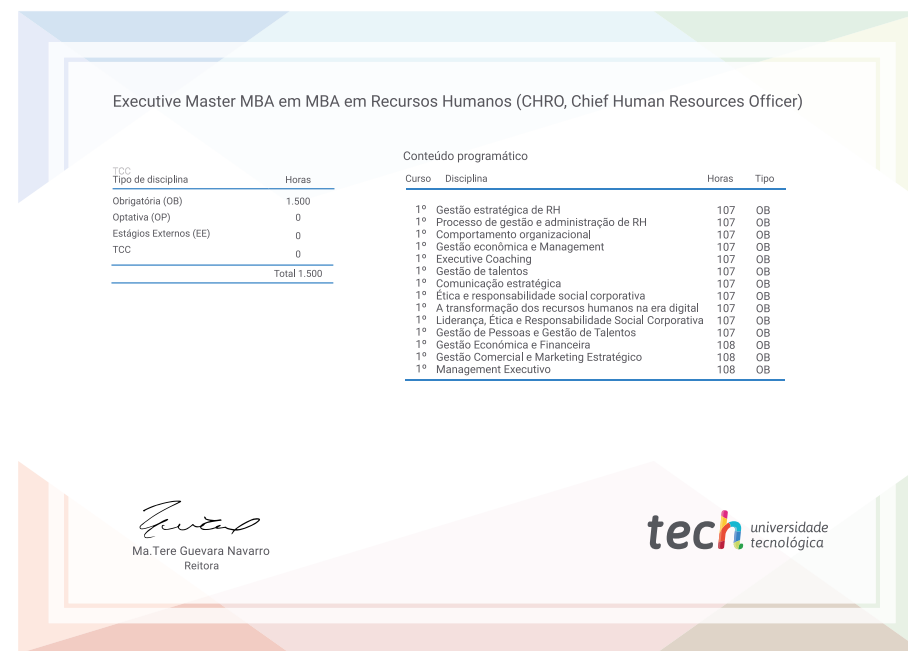 Executive Master MBA em MBA em Recursos Humanos (CHRO, Chief Human Resources Officer)
TCC
Tipo de disciplina Horas
Obrigatória (OB) 1.500
Optativa (OP) 0
Estágios Externos (EE) 0
TCC 0
Total 1.500
Conteúdo programático
Curso Disciplina Horas Tipo
1º Gestão estratégica de RH 107 OB
1º Processo de gestão e administração de RH 107 OB
1º Comportamento organizacional 107 OB
1º Gestão econômica e Management 107 OB
1º Executive Coaching 107 OB
1º Gestão de talentos 107 OB
1º Comunicação estratégica 107 OB
1º Ética e responsabilidade social corporativa 107 OB
1º A transformação dos recursos humanos na era digital 107 OB
1º Liderança, Ética e Responsabilidade Social Corporativa 107 OB
1º Gestão de Pessoas e Gestão de Talentos 107 OB
1º Gestão Económica e Financeira 108 OB
1º Gestão Comercial e Marketing Estratégico 108 OB
1º Management Executivo 108 OB
Ma.Tere Guevara Navarro
Reitora
tech universidade
tecnológica